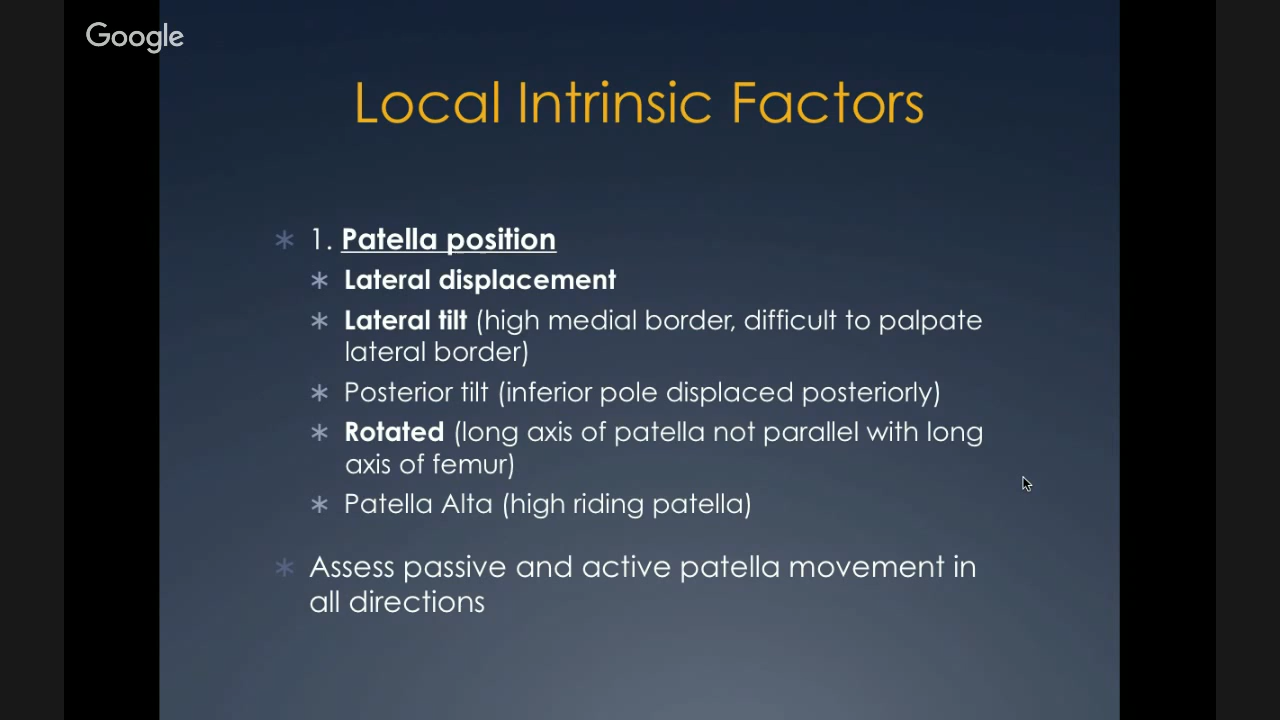 Google
Local Intrinsic Factors
* 1. Patella position
* Lateral displacement
* Lateral tilt (high medial border, difficult to palpate
lateral border)
* Posterior tilt (inferior pole displaced posteriorly)
* Rotated (long axis of patella not parallel with long
axis of femur)
* Patella Alta (high riding patella)
* Assess passive and active patella movement in
all directions